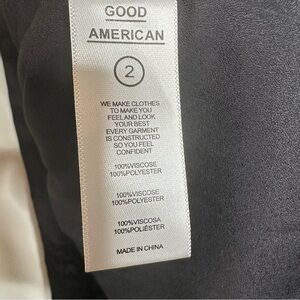 GOOD
AMERICAN
2
WE MAKE CLOTHES
TO MAKE YOU
FEEL AND LOOK
YOUR BEST
EVERY GARMENT
IS CONSTRUCTED
SO YOU FEEL
CONFIDENT
100%VISCOSE
100%POLYESTER
100%VISCOSE
100%POLYESTER
100%VISCOSA
100%POLIÉSTER
MADE IN CHINA